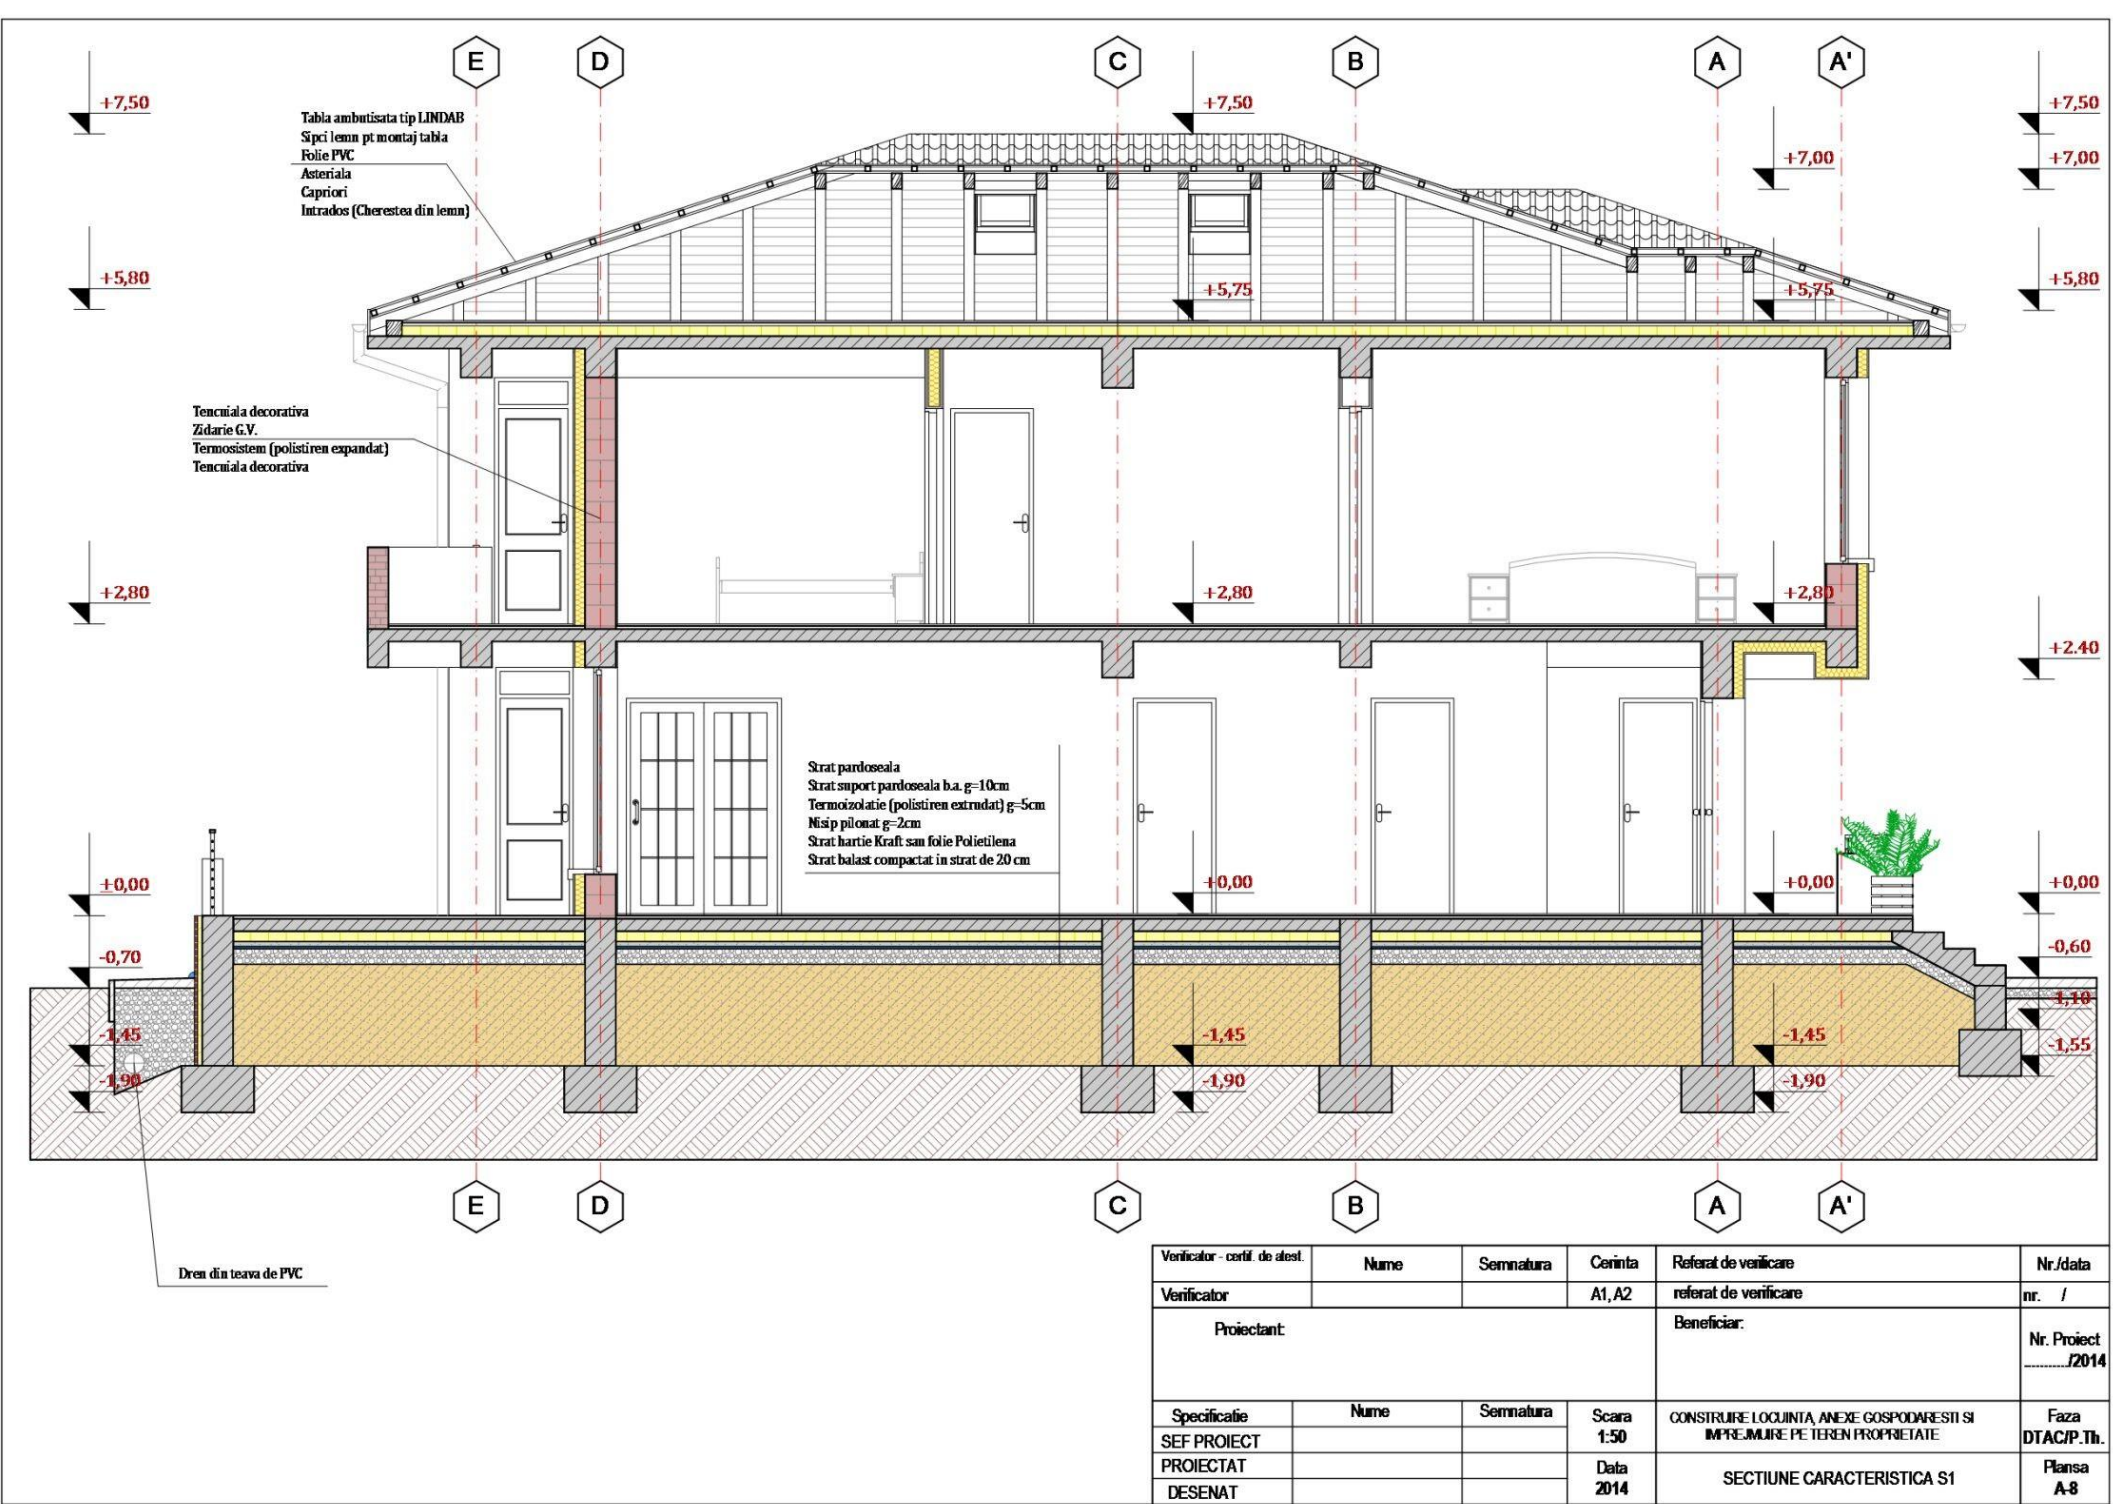 E D C B A A'
+7,50 +7,50 +7,50
+7,00 +7,00
Tabla ambutisata tip LINDAB
Sipci lemn pt montaj tabla
Folie PVC
Asteriala
Capriori
Intrados (Cherestea din lemn)
+5,80 +5,75 +5,75 +5,80
Tencuiala decorativa
Zidarie G.V.
Termosistem (polistiren expandat)
Tencuiala decorativa
+2,80 +2,80 +2,80
+2.40
Strat pardoseala
Strat suport pardoseala b.a. g=10cm
Termoizolatie (polistiren extrudat) g=5cm
Nisip pilonat g=2cm
Strat hartie Kraft sau folie Polietilena
Strat balast compactat in strat de 20 cm
+0,00 +0,00 +0,00 +0,00
-0,70 -0,60
-1,10
-1,45 -1,45 -1,45 -1,55
-1,90 -1,90 -1,90
E D C B A A'
Dren din teava de PVC
Verificator - certif. de atest. Nume Semnatura Cerinta Referat de verificare Nr./data
Verificator A1, A2 referat de verificare nr. /
Proiectant: Beneficiar:
Nr. Proiect
........../2014
Specificatie Nume Semnatura Scara
1:50
CONSTRUIRE LOCUINTA, ANEXE GOSPODARESTI SI
IMPREJMUIRE PE TEREN PROPRIETATE
Faza
DTAC/P.Th.
SEF PROIECT
PROIECTAT
DESENAT
Data
2014
SECTIUNE CARACTERISTICA S1
Plansa
A-8